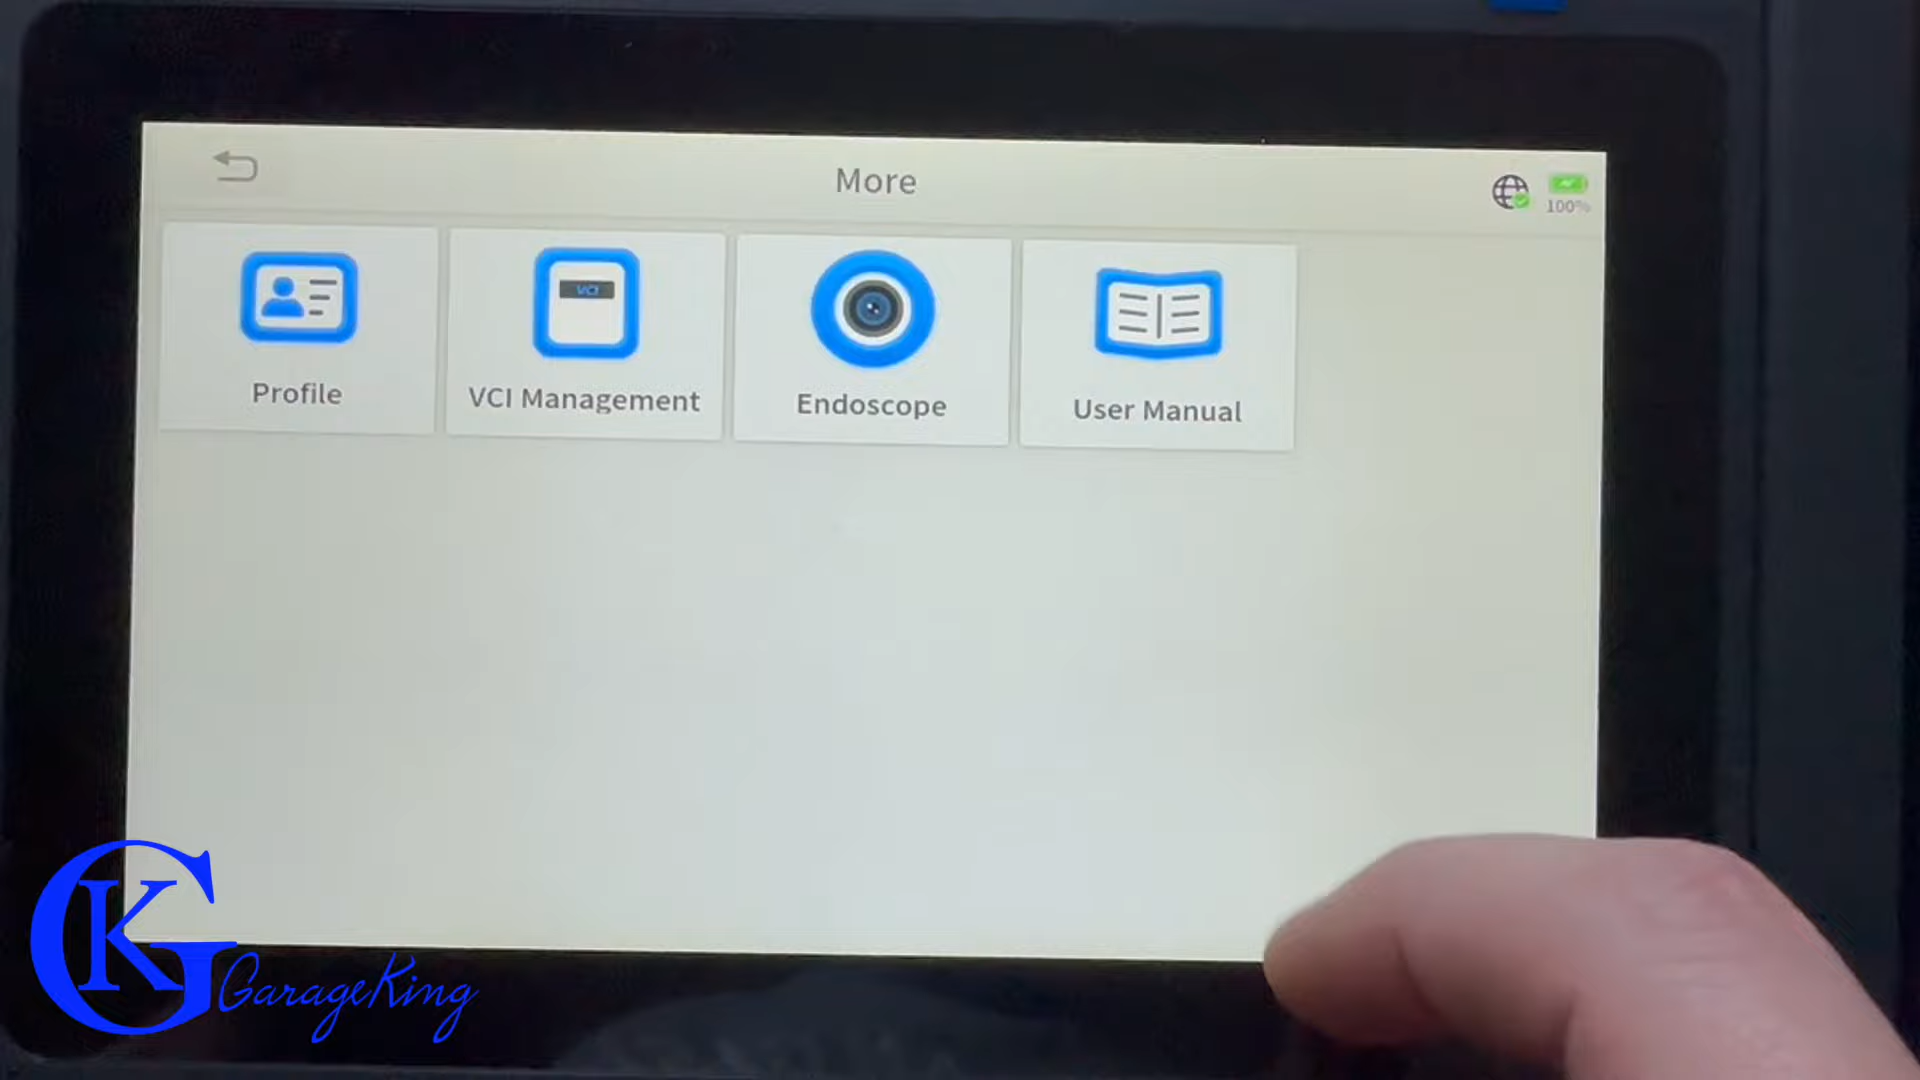 More
100%
Profile
VCI
VCI Management
Endoscope
User Manual
GK
GarageKing